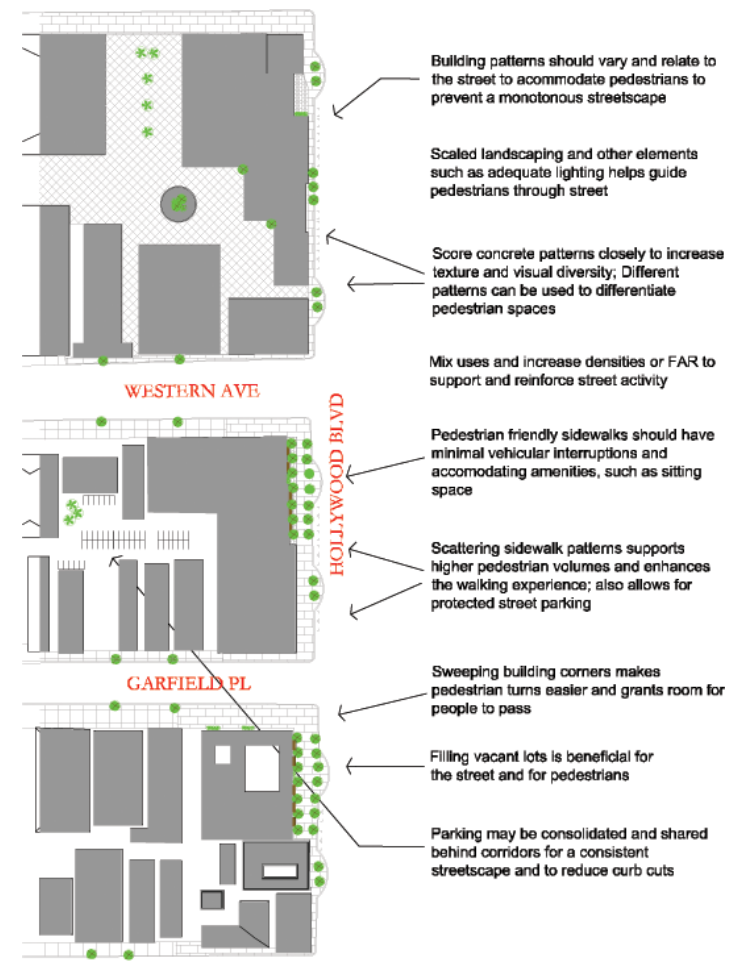 Building patterns should vary and relate to
the street to acommodate pedestrians to
prevent a monotonous streetscape
Scaled landscaping and other elements
such as adequate lighting helps guide
pedestrians through street
Score concrete patterns closely to increase
texture and visual diversity; Different
patterns can be used to differentiate
pedestrian spaces
Mix uses and increase densities or FAR to
support and reinforce street activity
WESTERN AVE
HOLLYWOOD BLVD
Pedestrian friendly sidewalks should have
minimal vehicular interruptions and
accomodating amenities, such as sitting
space
Scattering sidewalk patterns supports
higher pedestrian volumes and enhances
the walking experience; also allows for
protected street parking
GARFIELD PL
Sweeping building corners makes
pedestrian turns easier and grants room for
people to pass
Filling vacant lots is beneficial for
the street and for pedestrians
Parking may be consolidated and shared
behind corridors for a consistent
streetscape and to reduce curb cuts